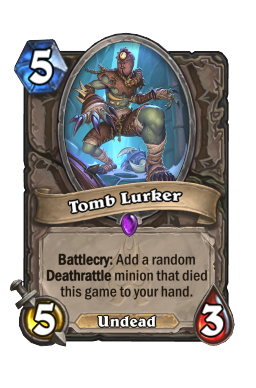 5
Tomb Lurker
Battlecry: Add a random
Deathrattle minion that died
this game to your hand.
5
Undead
3